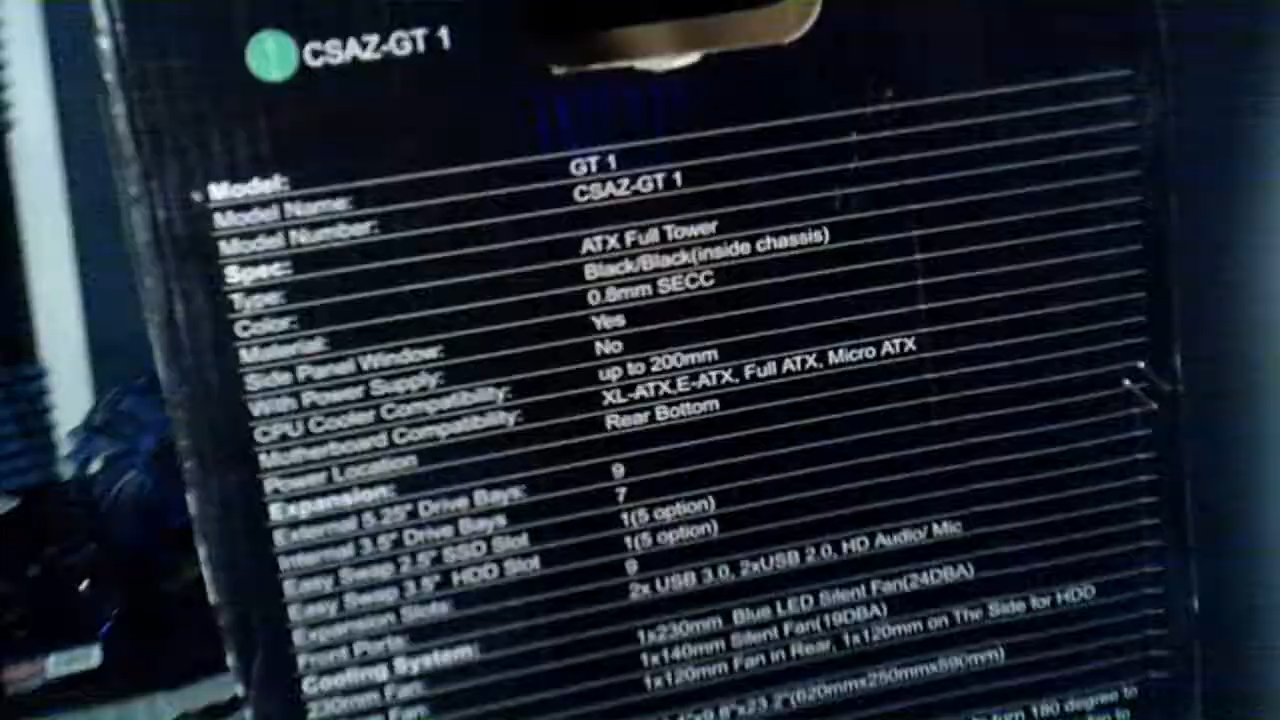 CSAZ-GT 1
Model:
Model Name: GT 1
Model Number: CSAZ-GT 1
Spec:
Type: ATX Full Tower
Color: Black/Black(inside chassis)
Material: 0.8mm SECC
Side Panel Window: Yes
With Power Supply: No
CPU Cooler Compatibility: up to 200mm
Motherboard Compatibility: XL-ATX,E-ATX, Full ATX, Micro ATX
Power Location Rear Bottom
Expansion:
External 5.25" Drive Bays: 9
Internal 3.5" Drive Bays 7
Easy Swap 2.5" SSD Slot 1(5 option)
Easy Swap 3.5" HDD Slot 1(5 option)
Expansion Slots: 9
Front Ports: 2x USB 3.0, 2xUSB 2.0, HD Audio/ Mic
Cooling System:
230mm Fan: 1x230mm Blue LED Silent Fan(24DBA)
Fan: 1x140mm Silent Fan(19DBA)
1x120mm Fan in Rear, 1x120mm on The Side for HDD
turn 180 degree to